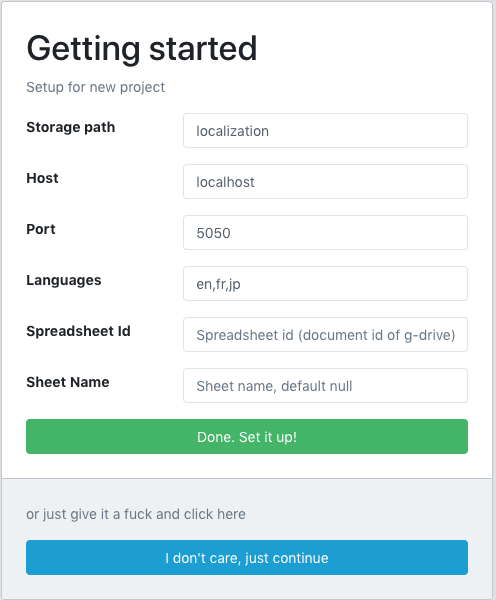 Getting started
Setup for new project
Storage path localization
Host localhost
Port 5050
Languages en,fr,jp
Spreadsheet Id Spreadsheet id (document id of g-drive)
Sheet Name Sheet name, default null
Done. Set it up!
or just give it a fuck and click here
I don't care, just continue